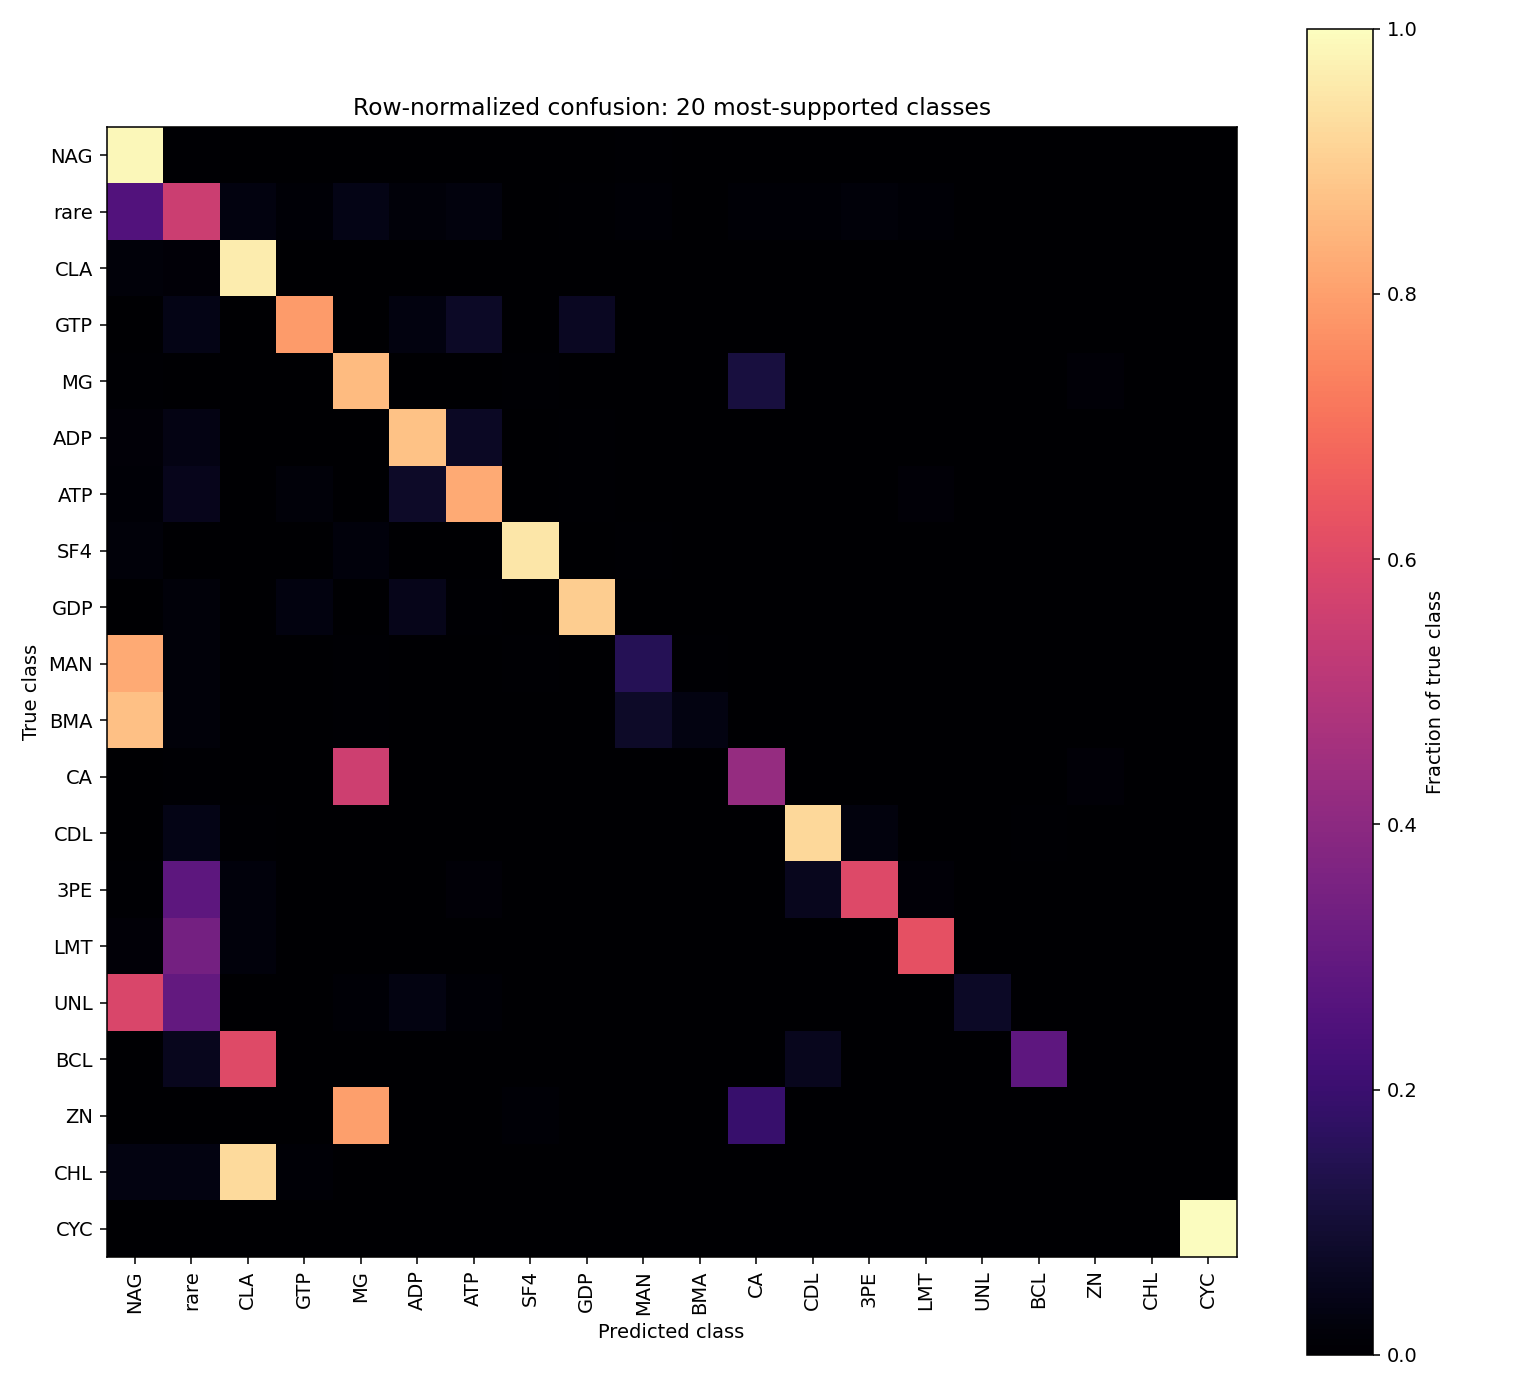 Row-normalized confusion: 20 most-supported classes
NAG
rare
CLA
GTP
MG
ADP
ATP
SF4
GDP
MAN
BMA
CA
CDL
3PE
LMT
UNL
BCL
ZN
CHL
CYC
True class
NAG rare CLA GTP MG ADP ATP SF4 GDP MAN BMA CA CDL 3PE LMT UNL BCL ZN CHL CYC
Predicted class
1.0
0.8
0.6
0.4
0.2
0.0
Fraction of true class